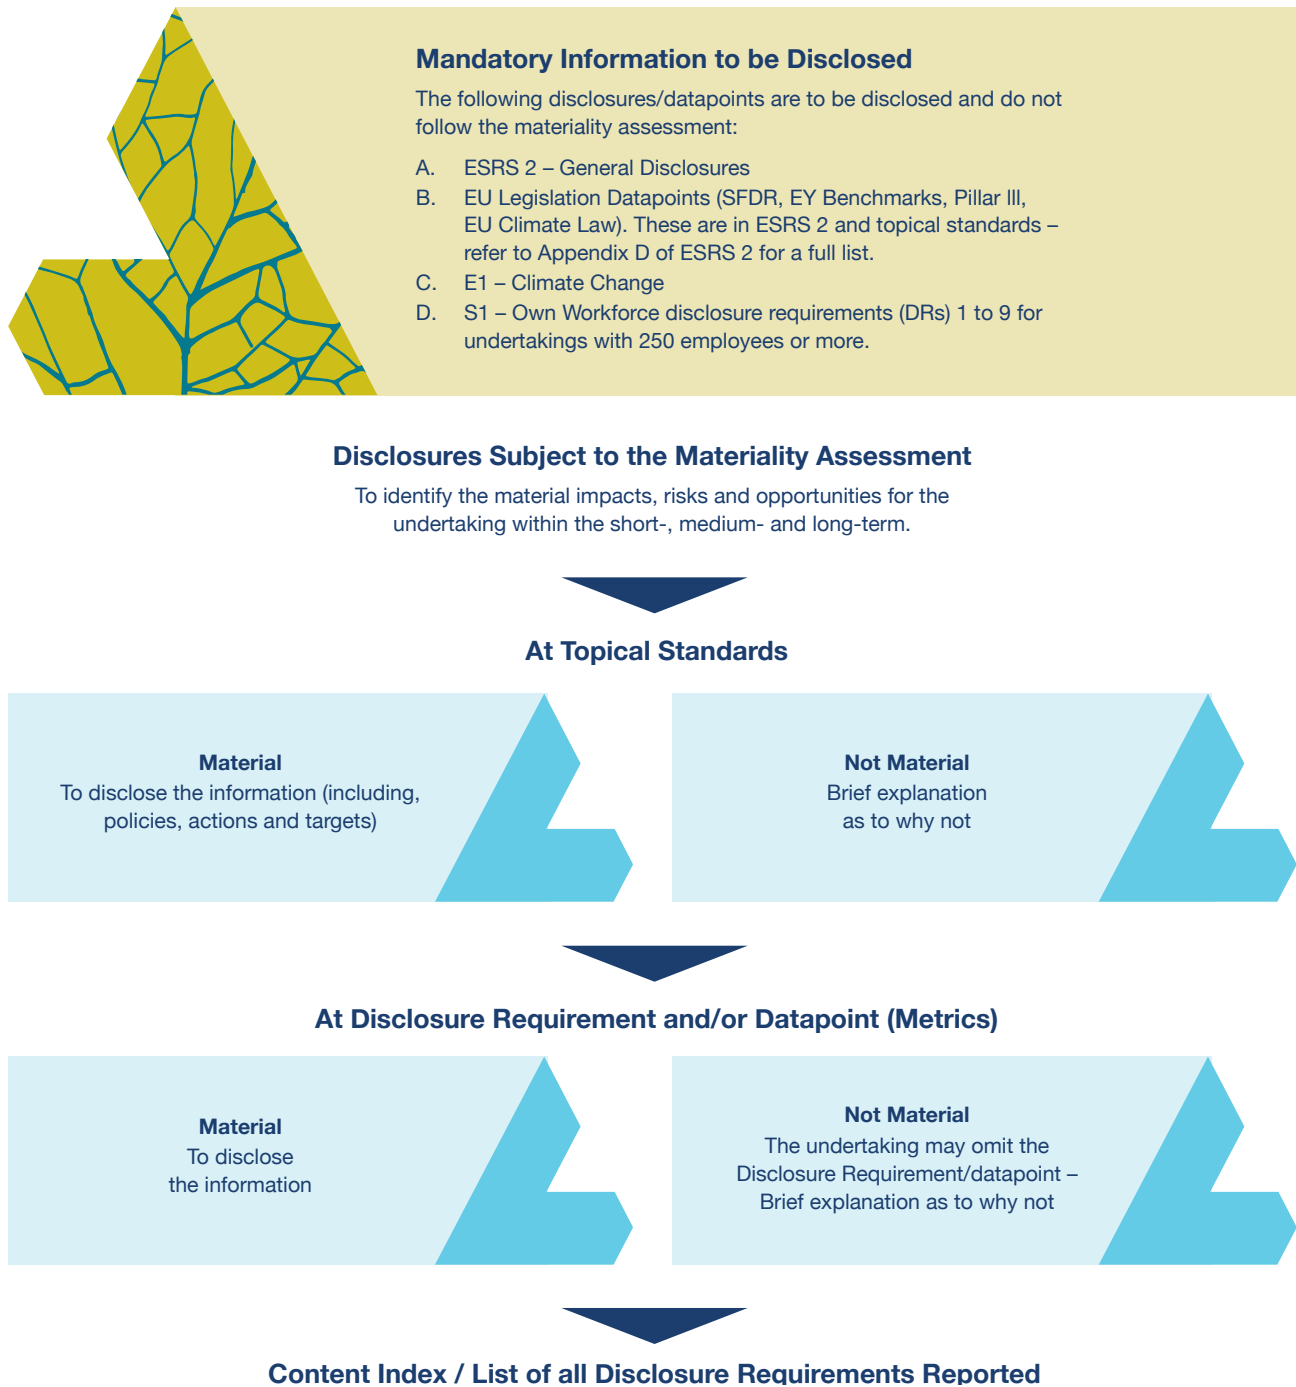 Mandatory Information to be Disclosed
The following disclosures/datapoints are to be disclosed and do not
follow the materiality assessment:
A. ESRS 2 – General Disclosures
B. EU Legislation Datapoints (SFDR, EY Benchmarks, Pillar III,
EU Climate Law). These are in ESRS 2 and topical standards –
refer to Appendix D of ESRS 2 for a full list.
C. E1 – Climate Change
D. S1 – Own Workforce disclosure requirements (DRs) 1 to 9 for
undertakings with 250 employees or more.
Disclosures Subject to the Materiality Assessment
To identify the material impacts, risks and opportunities for the
undertaking within the short-, medium- and long-term.
At Topical Standards
Material
To disclose the information (including,
policies, actions and targets)
Not Material
Brief explanation
as to why not
At Disclosure Requirement and/or Datapoint (Metrics)
Material
To disclose
the information
Not Material
The undertaking may omit the
Disclosure Requirement/datapoint –
Brief explanation as to why not
Content Index / List of all Disclosure Requirements Reported